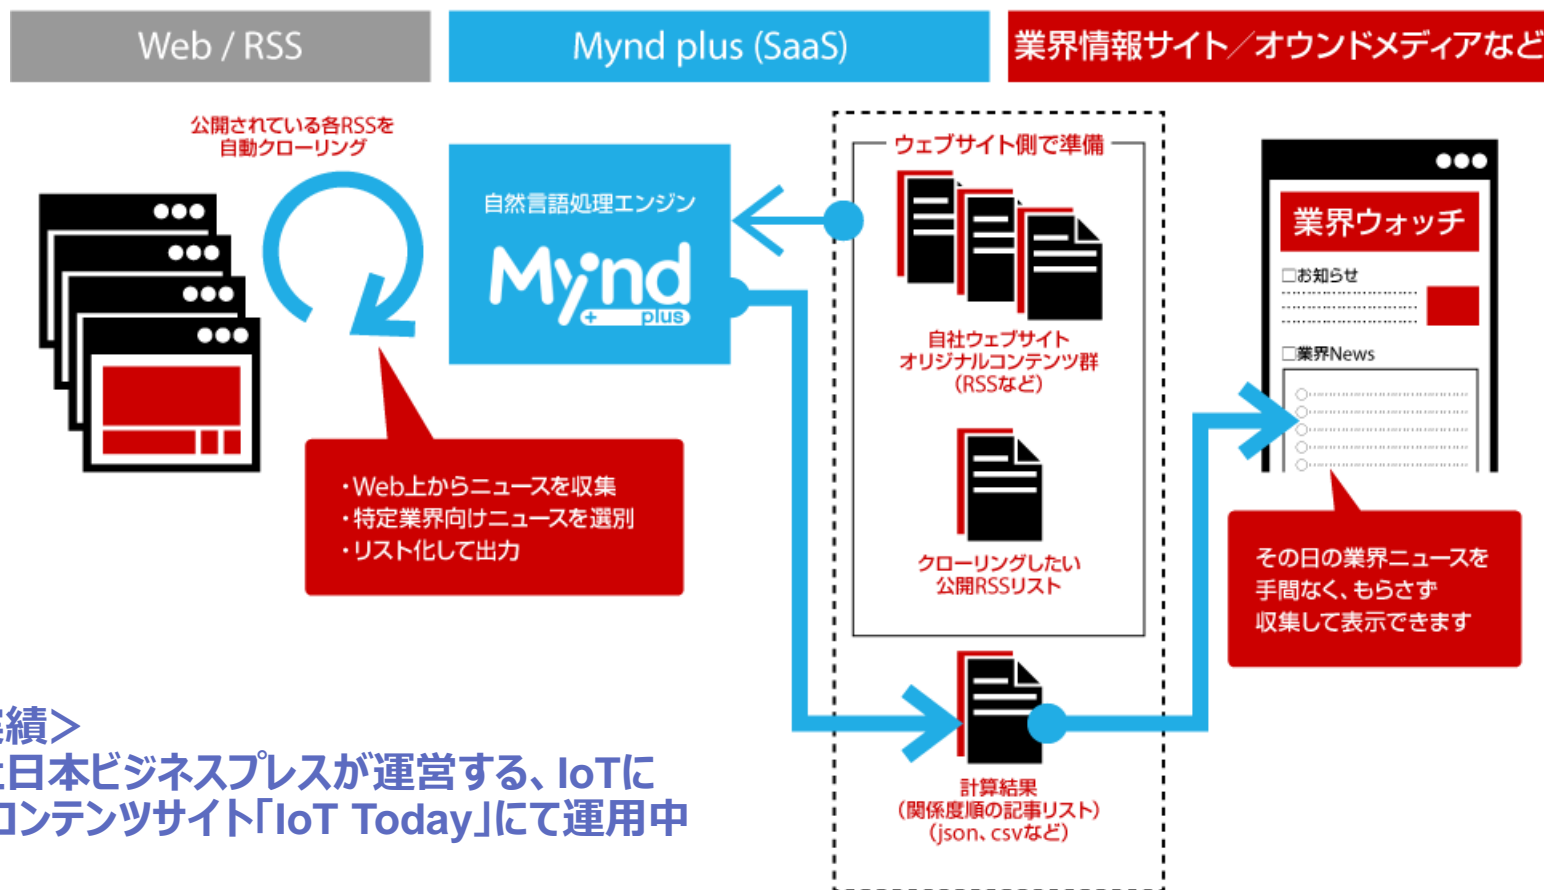 Web / RSS
Mynd plus (SaaS)
業界情報サイト／オウンドメディアなど
公開されている各RSSを
自動クローリング
自然言語処理エンジン
Mynd
+ plus
・Web上からニュースを収集
・特定業界向けニュースを選別
・リスト化して出力
ウェブサイト側で準備
自社ウェブサイト
オリジナルコンテンツ群
(RSSなど)
クローリングしたい
公開RSSリスト
計算結果
(関係度順の記事リスト)
(json、csvなど)
業界ウォッチ
□お知らせ
□業界News
その日の業界ニュースを
手間なく、もらさず
収集して表示できます
績＞
日本ビジネスプレスが運営する、IoTに
コンテンツサイト「IoT Today」にて運用中